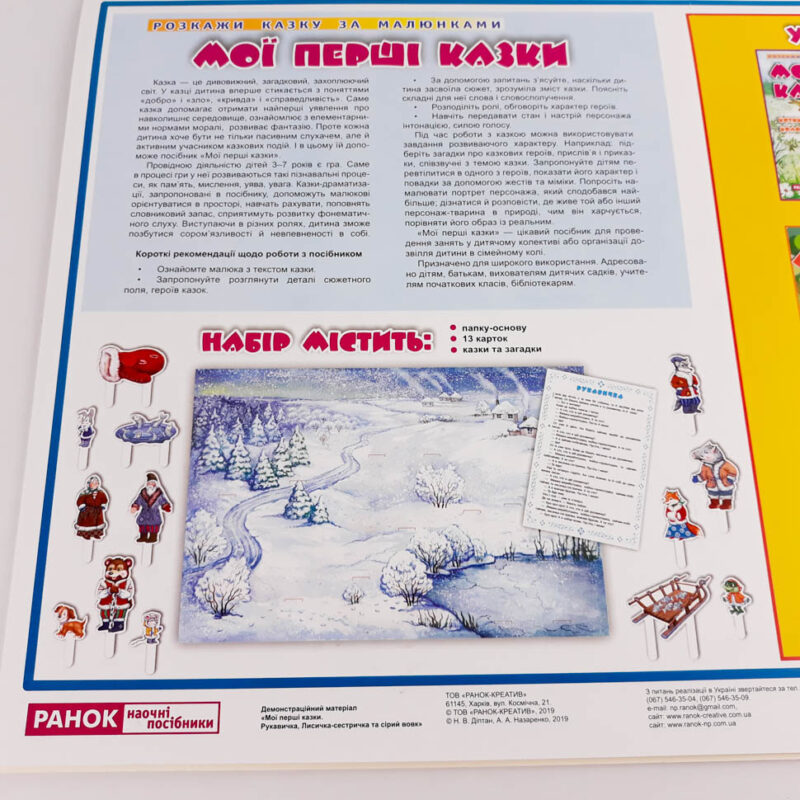 РОЗКАЖИ КАЗКУ ЗА МАЛЮНКАМИ
МОЇ ПЕРШІ КАЗКИ
Казка — це дивовижний, загадковий, захоплюючий
світ. У казці дитина вперше стикається з поняттями
«добро» і «зло», «кривда» і «справедливість». Саме
казка допомагає отримати найперші уявлення про
навколишнє середовище, ознайомлює з елементарни-
ми нормами моралі, розвиває фантазію. Проте кожна
дитина хоче бути не тільки пасивним слухачем, але й
активним учасником казкових подій. І в цьому їй допо-
може посібник «Мої перші казки».
Провідною діяльністю дітей 3–7 років є гра. Саме
в процесі гри у неї розвиваються такі пізнавальні проце-
си, як пам'ять, мислення, уява, увага. Казки-драматиза-
ції, запропоновані в посібнику, допоможуть малюкові
орієнтуватися в просторі, навчать рахувати, поповнять
словниковий запас, сприятимуть розвитку фонематич-
ного слуху. Виступаючи в різних ролях, дитина зможе
позбутися сором'язливості й невпевненості в собі.
Короткі рекомендації щодо роботи з посібником
• Ознайомте малюка з текстом казки.
• Запропонуйте розглянути деталі сюжетного
поля, героїв казок.
• За допомогою запитань з'ясуйте, наскільки ди-
тина засвоїла сюжет, зрозуміла зміст казки. Поясніть
складні для неї слова і словосполучення.
• Розподіліть ролі, обговоріть характер героїв.
• Навчіть передавати стан і настрій персонажа
інтонацією, силою голосу.
Під час роботи з казкою можна використовувати
завдання розвиваючого характеру. Наприклад: піді-
беріть загадки про казкових героїв, прислів'я і приказ-
ки, співзвучні з темою казки. Запропонуйте дітям пе-
ревтілитися в одного з героїв, показати його характер і
повадки за допомогою жестів та міміки. Попросіть на-
малювати портрет персонажа, який сподобався най-
більше; дізнатися й розповісти, де живе той або інший
персонаж-тварина в природі, чим він харчується,
порівняти його образ із реальним.
«Мої перші казки» — цікавий посібник для прове-
дення занять у дитячому колективі або організації до-
звілля дитини в сімейному колі.
Призначено для широкого використання. Адресова-
но дітям, батькам, вихователям дитячих садків, учите-
лям початкових класів, бібліотекарям.
НАБІР МІСТИТЬ:
• папку-основу
• 13 карток
• казки та загадки
РУКАВИЧКА
РАНОК наочні посібники
Демонстраційний матеріал
«Мої перші казки.
Рукавичка, Лисичка-сестричка та сірий вовк»
ТОВ «РАНОК-КРЕАТИВ»
61145, Харків, вул. Космічна, 21.
© ТОВ «РАНОК-КРЕАТИВ», 2019
© Н. В. Діптан, А. А. Назаренко, 2019
З питань реалізації в Україні звертайтеся за тел.
(067) 546-35-04, (067) 546-35-09.
e-mail: np.ranok@gmail.com,
сайт: www.ranok-creative.com.ua
сайт: www.ranok-np.com.ua